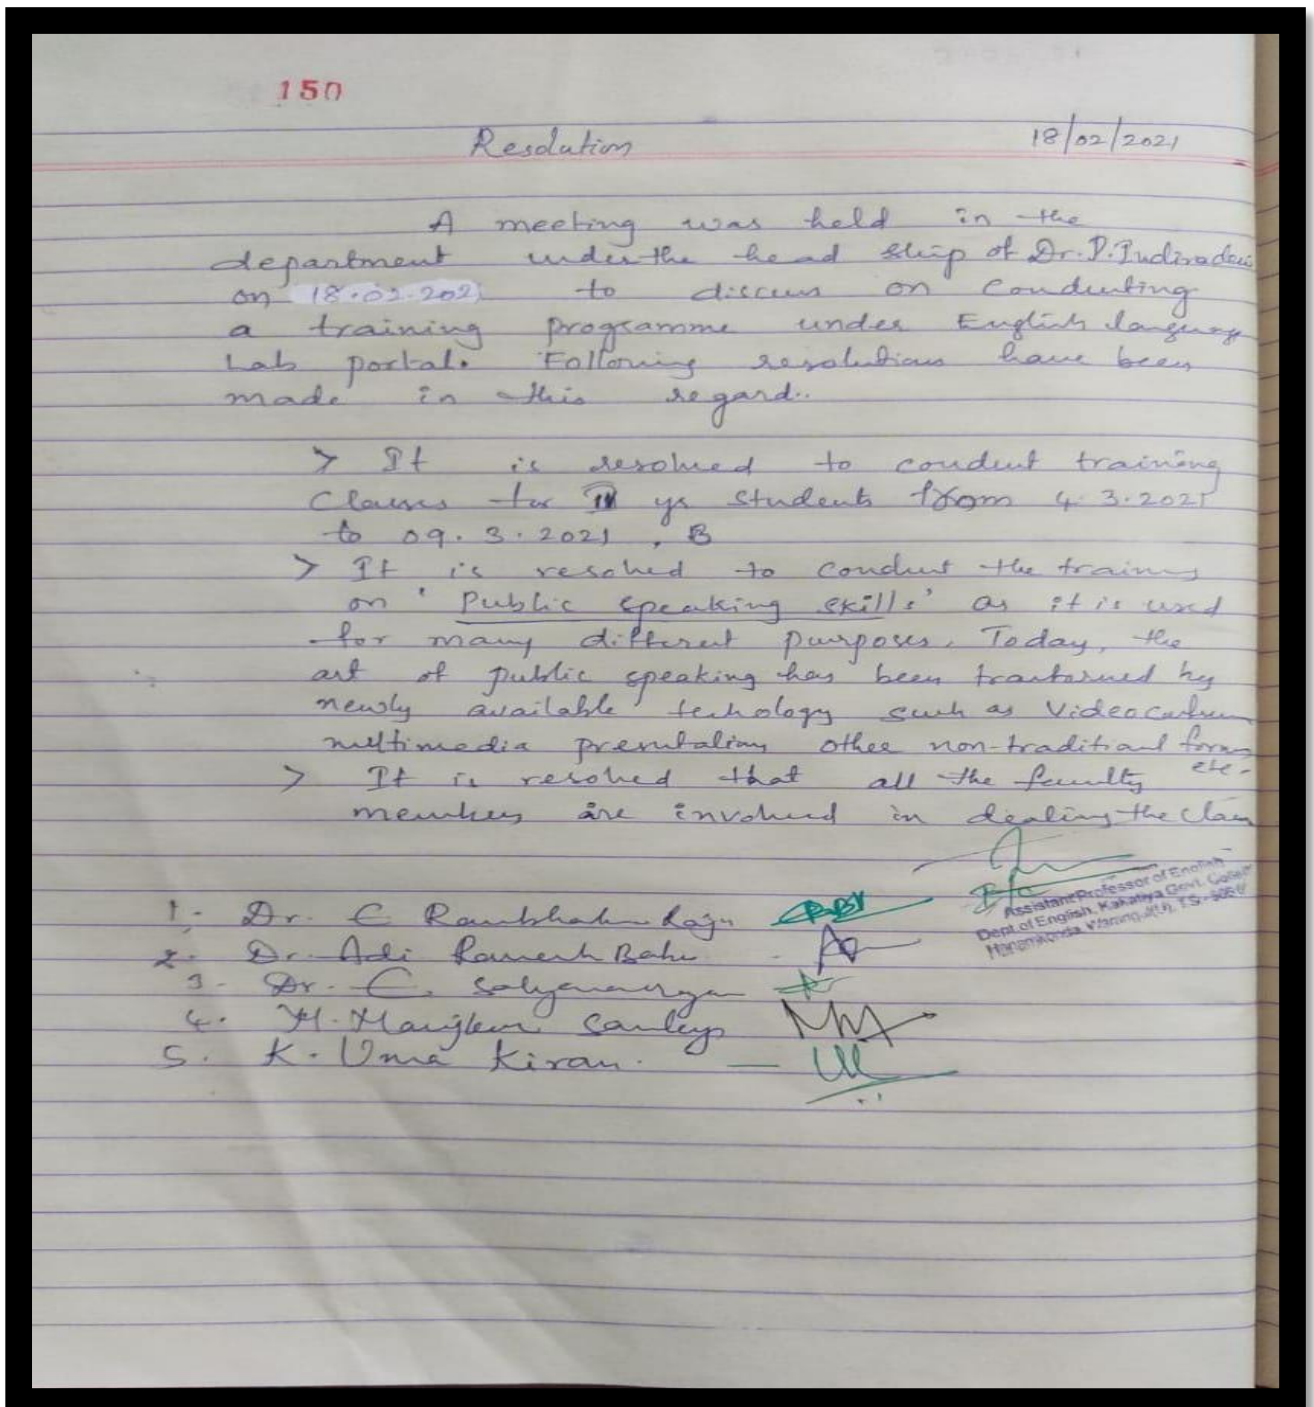 150
Resolution 18/02/2021
A meeting was held in the
department under the head ship of Dr. P. Indiradevi
on 18.02.2021 to discuss on Conducting
a training programme under English language
Lab portal. Following resolutions have been
made in this regard..
> It is resolved to conduct training
Classes for II yr Students from 4.3.2021
to 09.3.2021 . B
> It is resolved to conduct the training
on 'Public speaking skills' as it is used
for many different purposes. Today, the
art of public speaking has been transformed by
newly available technology such as Video
multimedia presentations other non-traditional forms
etc-
> It is resolved that all the faculty
members are involved in dealing the class
Assistant Professor of English
Dept of English, Kakatiya Govt. College
Hanamkonda, Warangal(U), T.S-
1. Dr. E Rambhaskar Raju
2. Dr. Adi Ramesh Babu
3- Dr. E. Satyanarayana
4. M.
5. K. Uma Kiran.